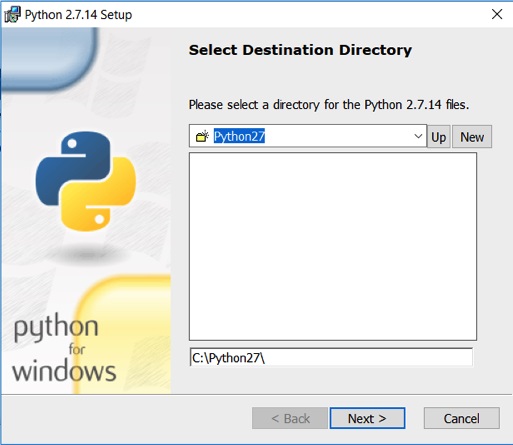 Python 2.7.14 Setup
Select Destination Directory
Please select a directory for the Python 2.7.14 files.
Python27
Up
New
C:\Python27\
python
for
windows
< Back
Next >
Cancel